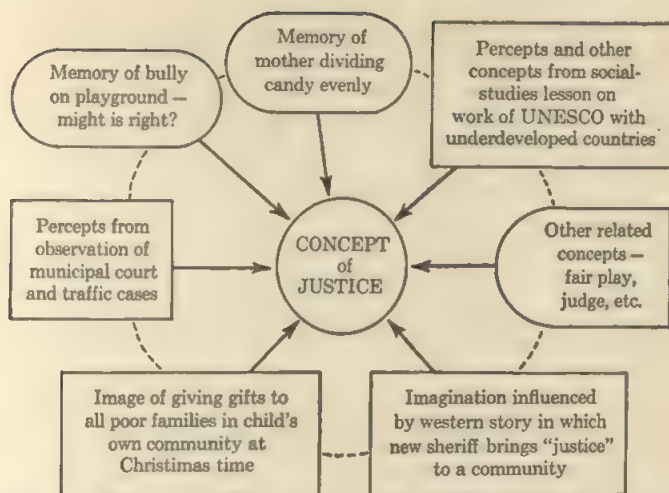 Memory of bully
on playground —
might is right?
Memory of
mother dividing
candy evenly
Percepts and other
concepts from social-
studies lesson on
work of UNESCO with
underdeveloped countries
Percepts from
observation of
municipal court
and traffic cases
CONCEPT
of
JUSTICE
Other related
concepts —
fair play,
judge, etc.
Image of giving gifts to
all poor families in child's
own community at
Christimas time
Imagination influenced
by western story in which
new sheriff brings "justice"
to a community